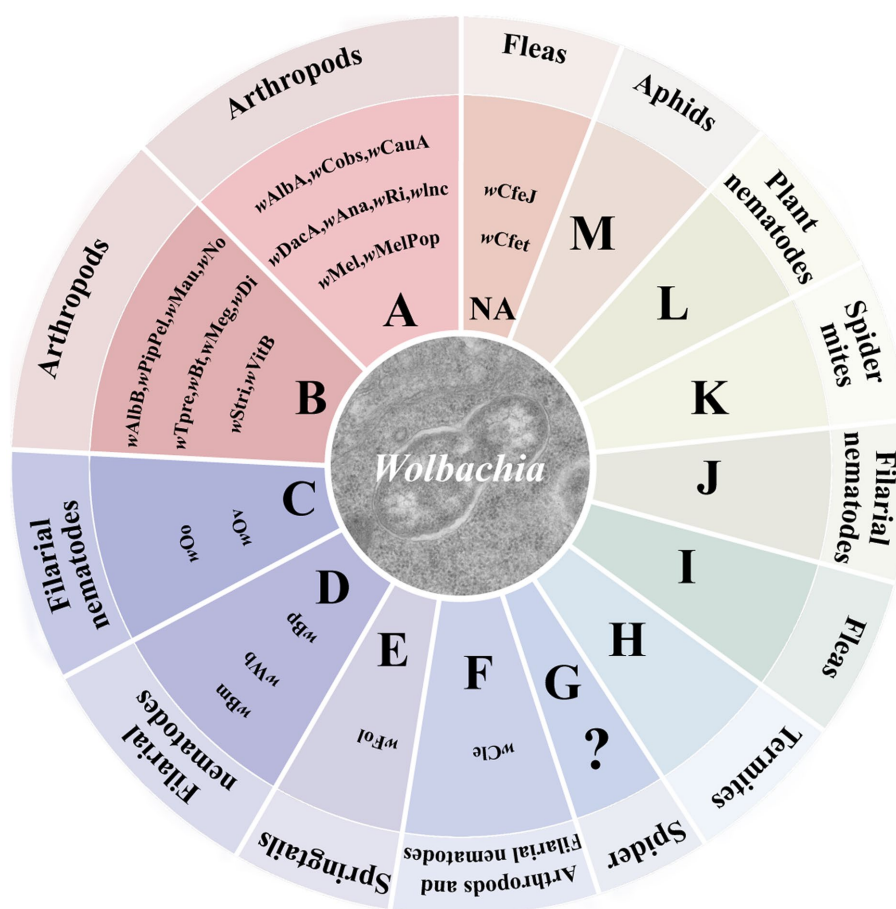 Wolbachia
Arthropods
wAlbA,wCobs,wCauA
wDacA,wAna,wRi,wInc
wMel,wMelPop
A
Fleas
wCfeJ
wCfet
NA
Aphids
M
Plant
nematodes
L
Spider
mites
K
Filarial
nematodes
J
Fleas
I
Termites
H
Spider
G
?
Arthropods and
Filarial nematodes
F
wCle
Springtails
E
wFol
Filarial
nematodes
D
wBp
wWb
wBm
Filarial
nematodes
C
wOv
wOo
Arthropods
wAlbB,wPipPel,wMau,wNo
wTpre,wBt,wMeg,wDi
wStri,wVitB
B